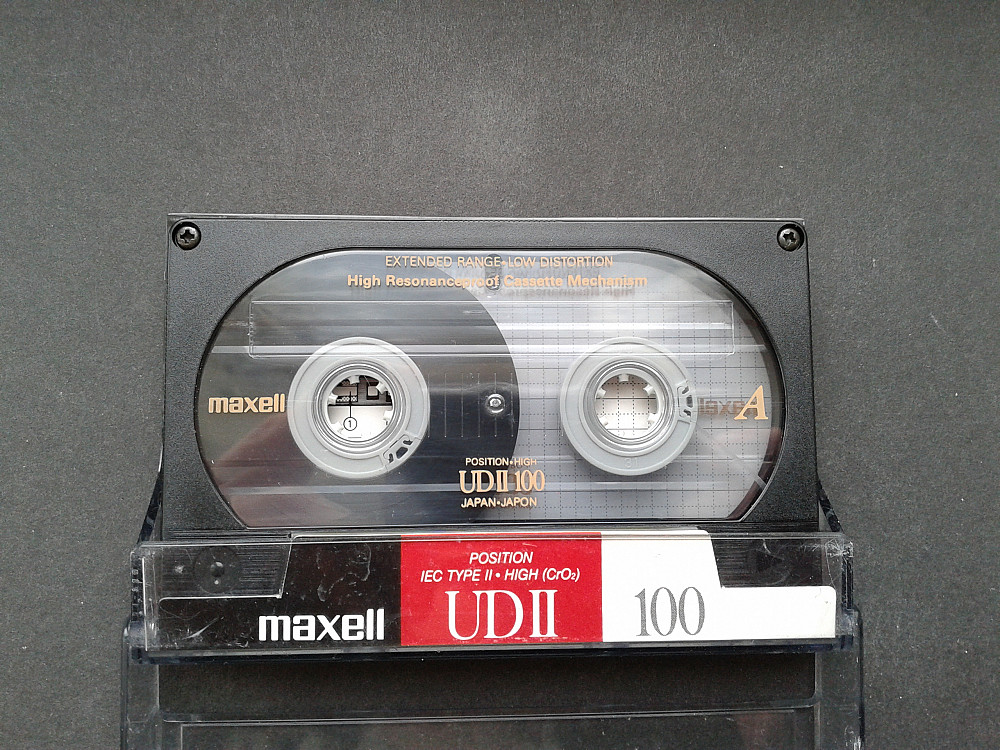 EXTENDED RANGE•LOW DISTORTION
High Resonanceproof Cassette Mechanism
maxell
A
1
POSITION•HIGH
UDII 100
JAPAN•JAPON
POSITION
IEC TYPE II • HIGH (CrO₂)
maxell
UDII
100